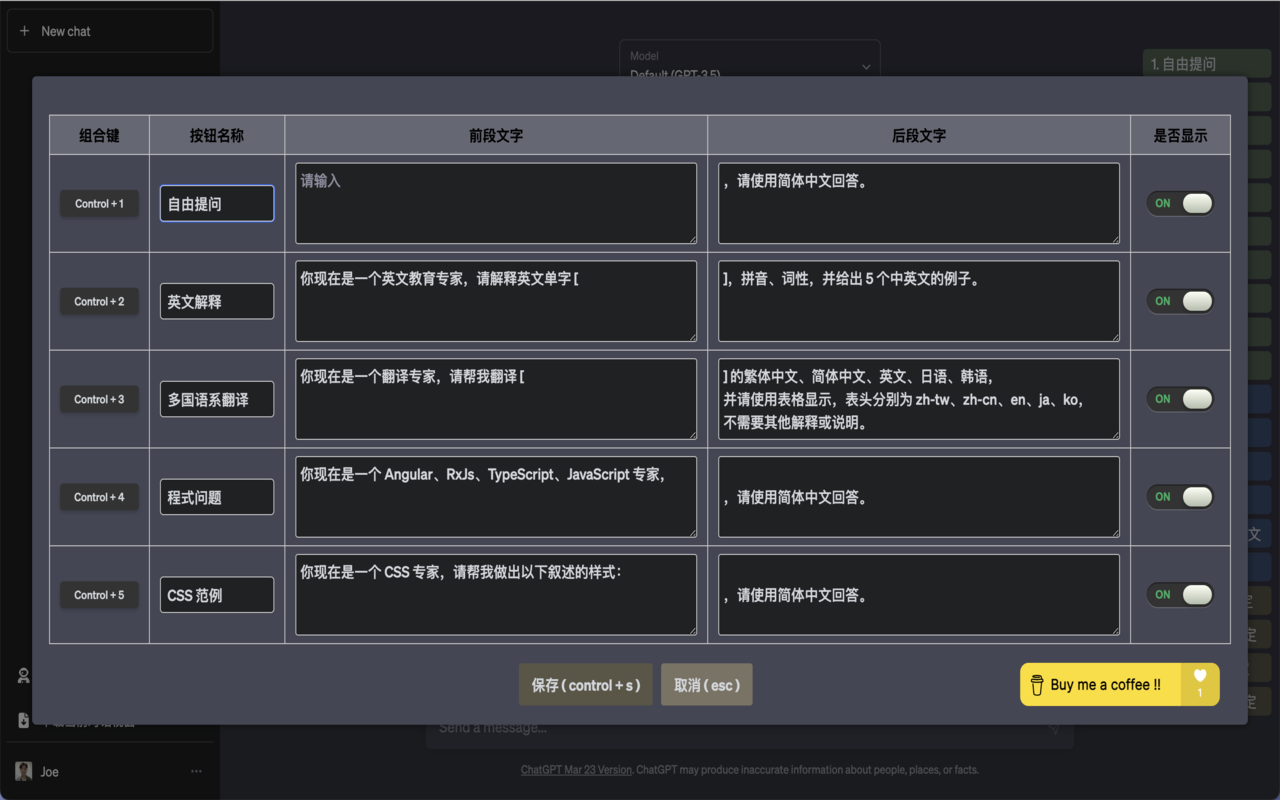 New chat
Model
Default (GPT-3.5)
1. 自由提问
组合键
按钮名称
前段文字
后段文字
是否显示
Control + 1
自由提问
请输入
，请使用简体中文回答。
ON
Control + 2
英文解释
你现在是一个英文教育专家，请解释英文单字 [
]，拼音、词性，并给出 5 个中英文的例子。
ON
Control + 3
多国语系翻译
你现在是一个翻译专家，请帮我翻译 [
] 的繁体中文、简体中文、英文、日语、韩语，
并请使用表格显示，表头分别为 zh-tw、zh-cn、en、ja、ko，
不需要其他解释或说明。
ON
Control + 4
程式问题
你现在是一个 Angular、RxJs、TypeScript、JavaScript 专家，
，请使用简体中文回答。
ON
Control + 5
CSS 范例
你现在是一个 CSS 专家，请帮我做出以下叙述的样式：
，请使用简体中文回答。
ON
文
定
定
定
保存 ( control + s )
取消 ( esc )
Buy me a coffee !!
1
Send a message...
Joe
ChatGPT Mar 23 Version. ChatGPT may produce inaccurate information about people, places, or facts.